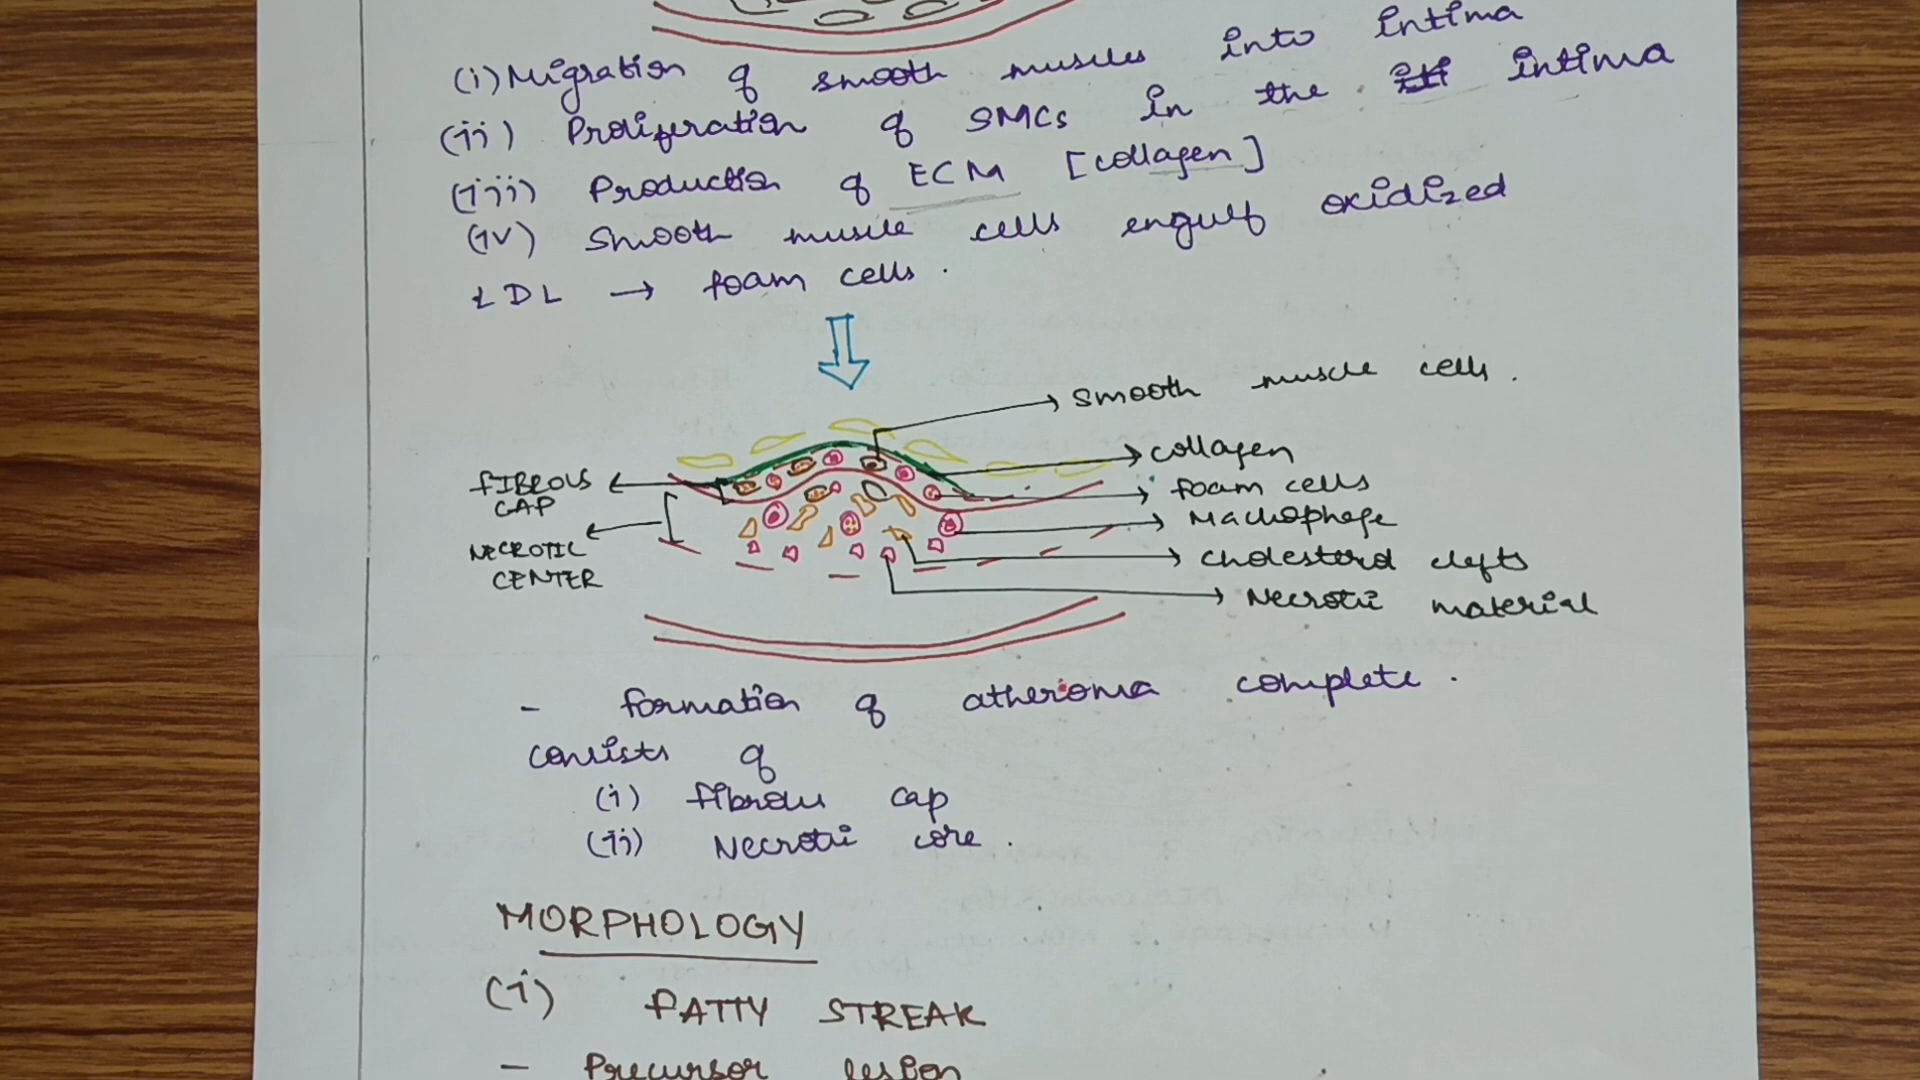 (i) Migration of smooth muscles into intima
(ii) Proliferation of SMCs in the intima
(iii) Production of ECM [collagen]
(iv) Smooth muscle cells engulf oxidized
LDL → foam cells.
smooth muscle cells.
collagen
foam cells
Macrophage
cholesterol clefts
Necrotic material
FIBROUS
CAP
NECROTIC
CENTER
- formation of atheroma complete.
consists of
(i) fibrous cap
(ii) Necrotic core.
MORPHOLOGY
(i) FATTY STREAK
- Precursor lesion